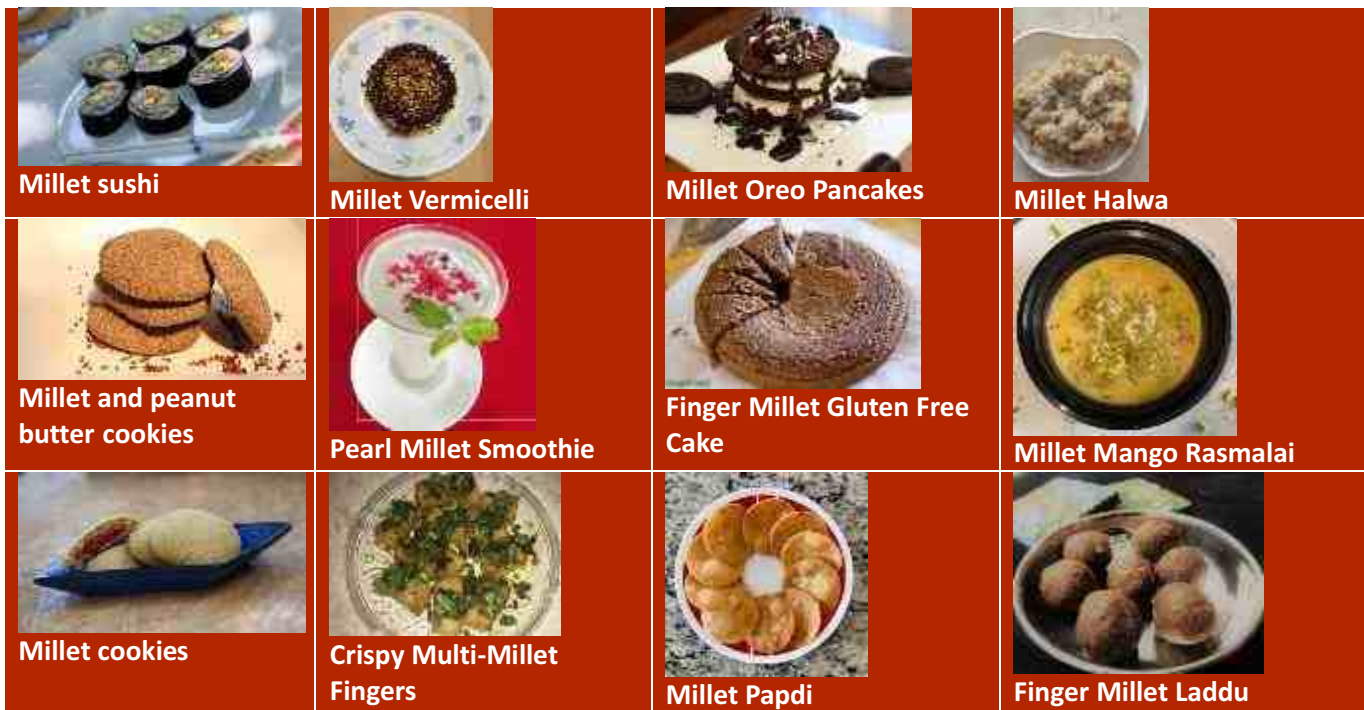 Millet sushi
Millet Vermicelli
Millet Oreo Pancakes
Millet Halwa
Millet and peanut
butter cookies
Pearl Millet Smoothie
Finger Millet Gluten Free
Cake
Millet Mango Rasmalai
Millet cookies
Crispy Multi-Millet
Fingers
Millet Papdi
Finger Millet Laddu